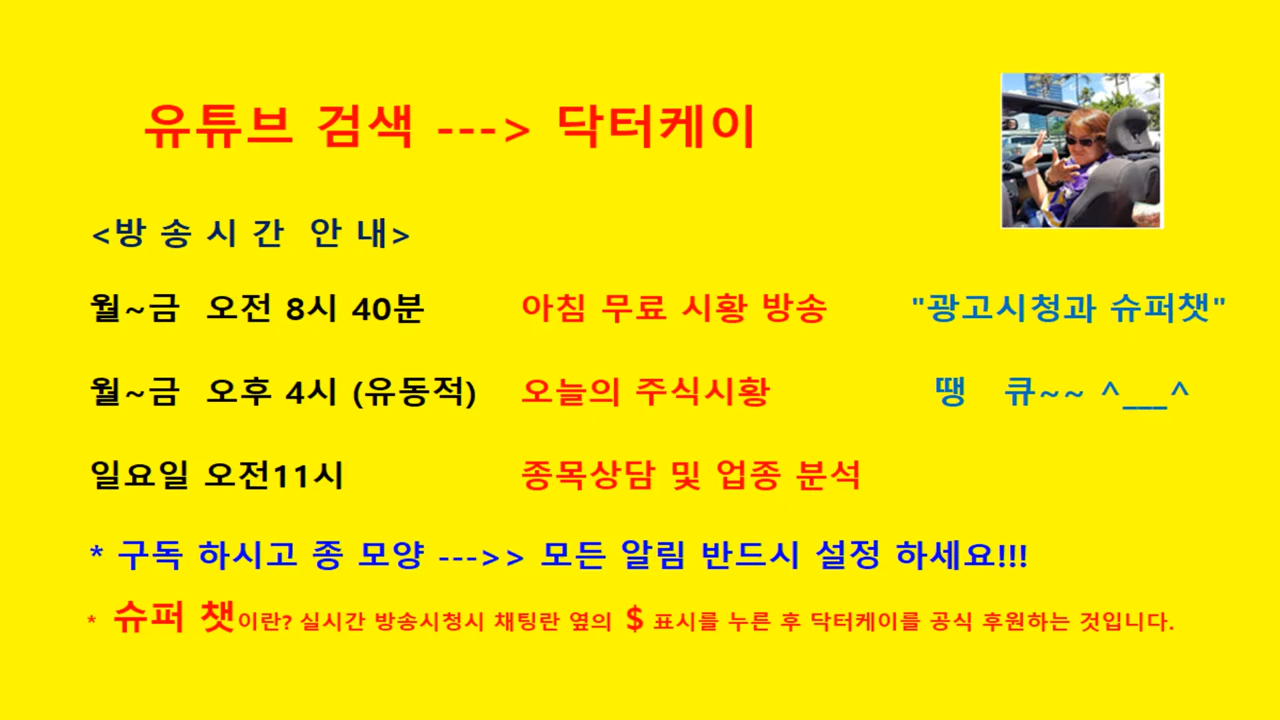 유튜브 검색 ---> 닥터케이
<방 송 시 간 안 내>
월~금 오전 8시 40분 아침 무료 시황 방송 "광고시청과 슈퍼챗"
월~금 오후 4시 (유동적) 오늘의 주식시황 땡 큐~~ ^___^
일요일 오전11시 종목상담 및 업종 분석
* 구독 하시고 종 모양 --->> 모든 알림 반드시 설정 하세요!!!
* 슈퍼 챗이란? 실시간 방송시청시 채팅란 옆의 $ 표시를 누른 후 닥터케이를 공식 후원하는 것입니다.